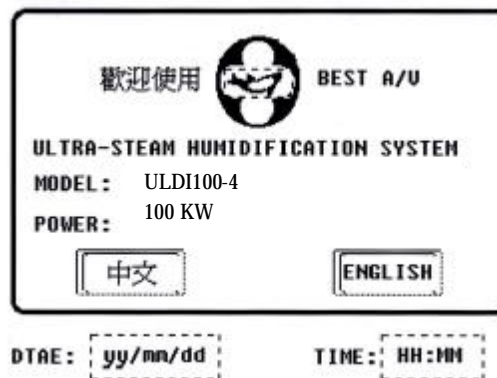 歡迎使用 BEST A/V
ULTRA-STEAM HUMIDIFICATION SYSTEM
MODEL: ULDI100-4
POWER: 100 KW
中文 ENGLISH
DTAE: yy/mm/dd TIME: HH:MM